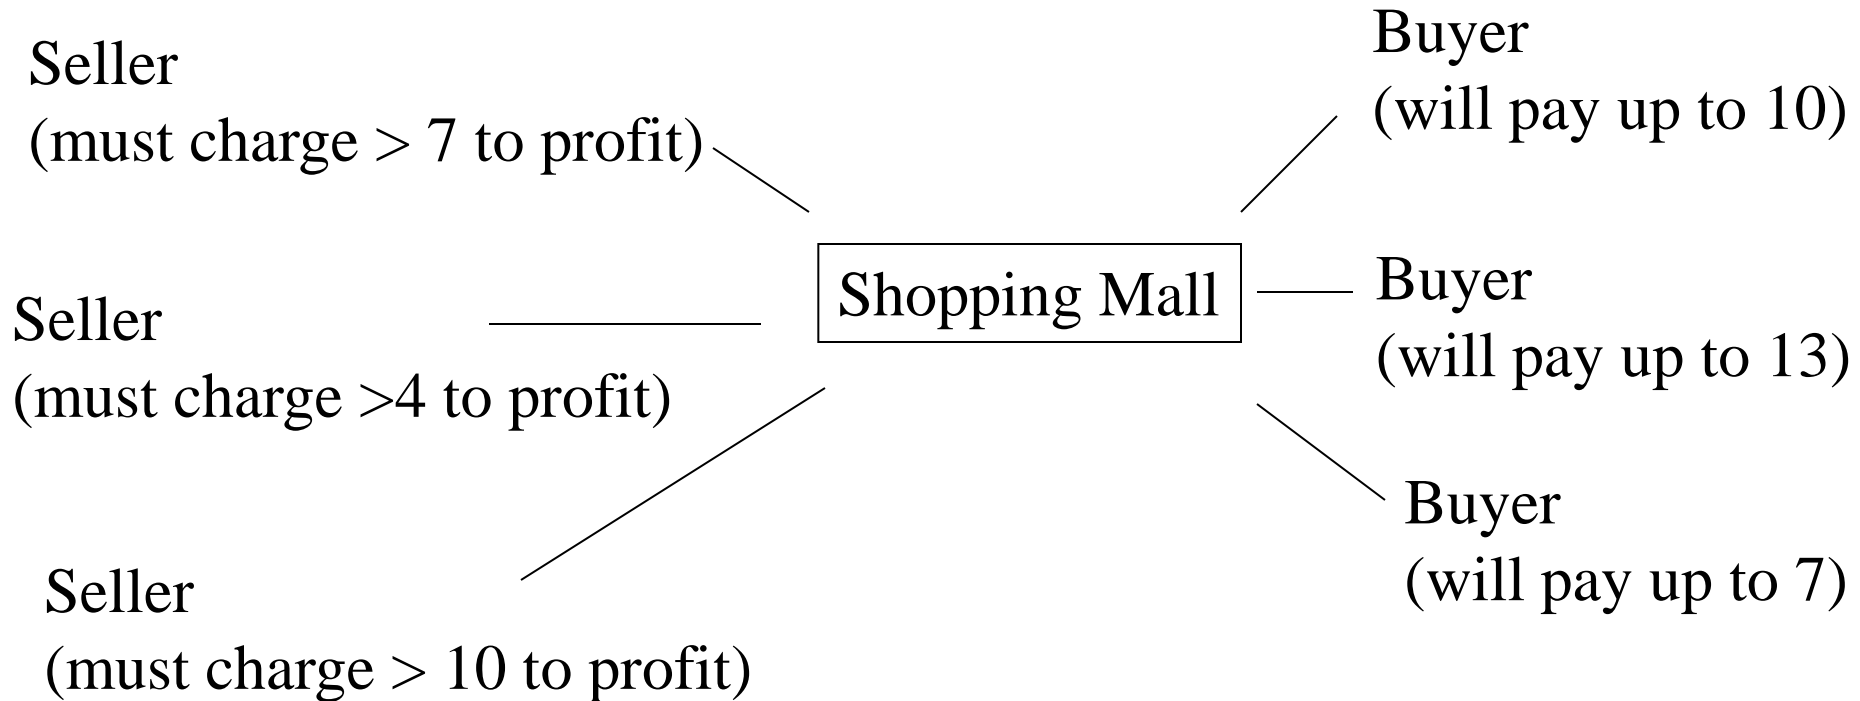 Seller
(must charge > 7 to profit)
Buyer
(will pay up to 10)
Shopping Mall
Seller
(must charge >4 to profit)
Buyer
(will pay up to 13)
Seller
(must charge > 10 to profit)
Buyer
(will pay up to 7)